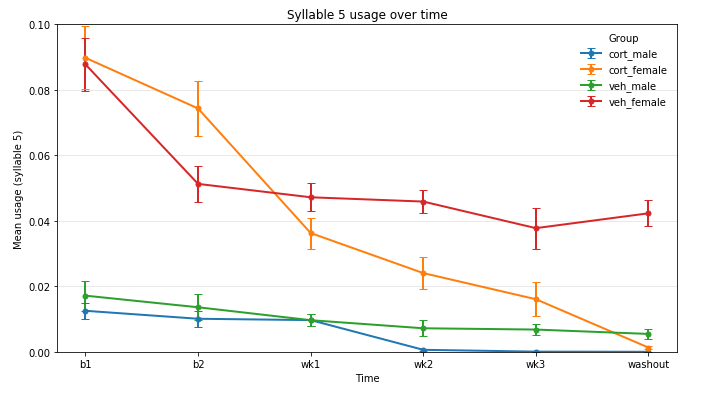 Syllable 5 usage over time
Group
cort_male
cort_female
veh_male
veh_female
0.10
0.08
0.06
0.04
0.02
0.00
Mean usage (syllable 5)
b1 b2 wk1 wk2 wk3 washout
Time